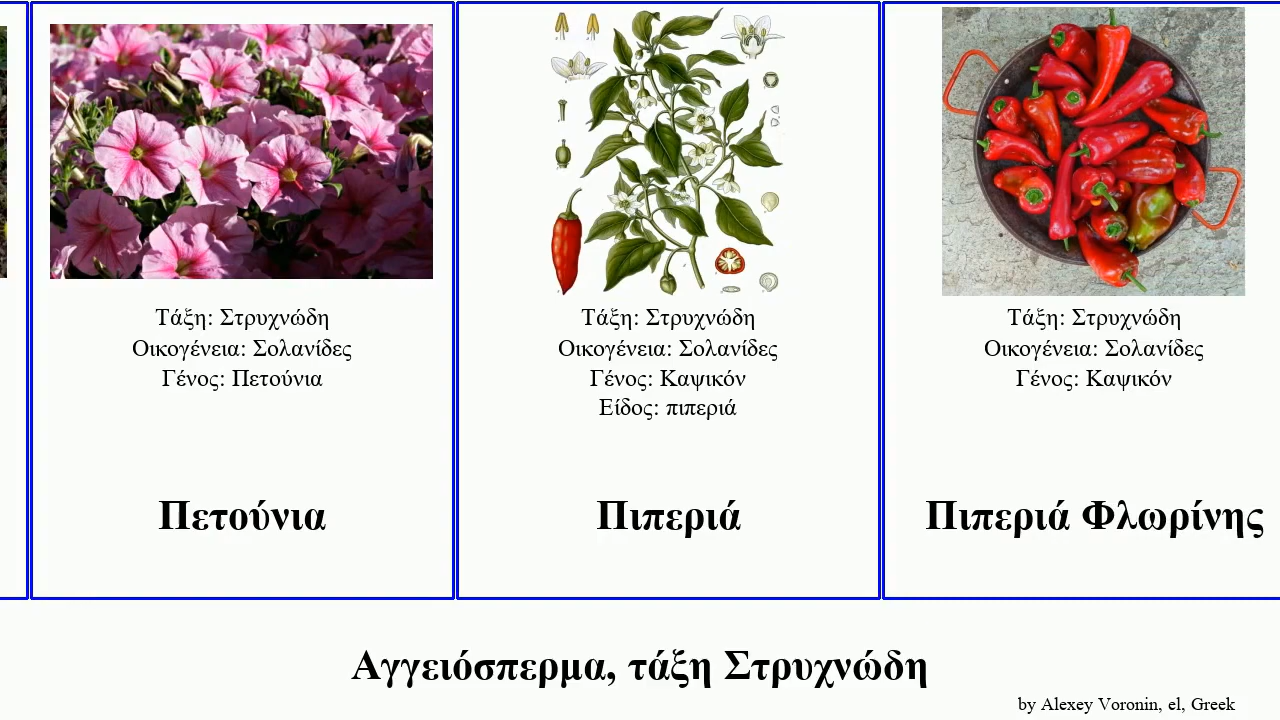 Τάξη: Στρυχνώδη
Οικογένεια: Σολανίδες
Γένος: Πετούνια
Πετούνια
Τάξη: Στρυχνώδη
Οικογένεια: Σολανίδες
Γένος: Καψικόν
Είδος: πιπεριά
Πιπεριά
Τάξη: Στρυχνώδη
Οικογένεια: Σολανίδες
Γένος: Καψικόν
Πιπεριά Φλωρίνης
Αγγειόσπερμα, τάξη Στρυχνώδη
by Alexey Voronin, el, Greek